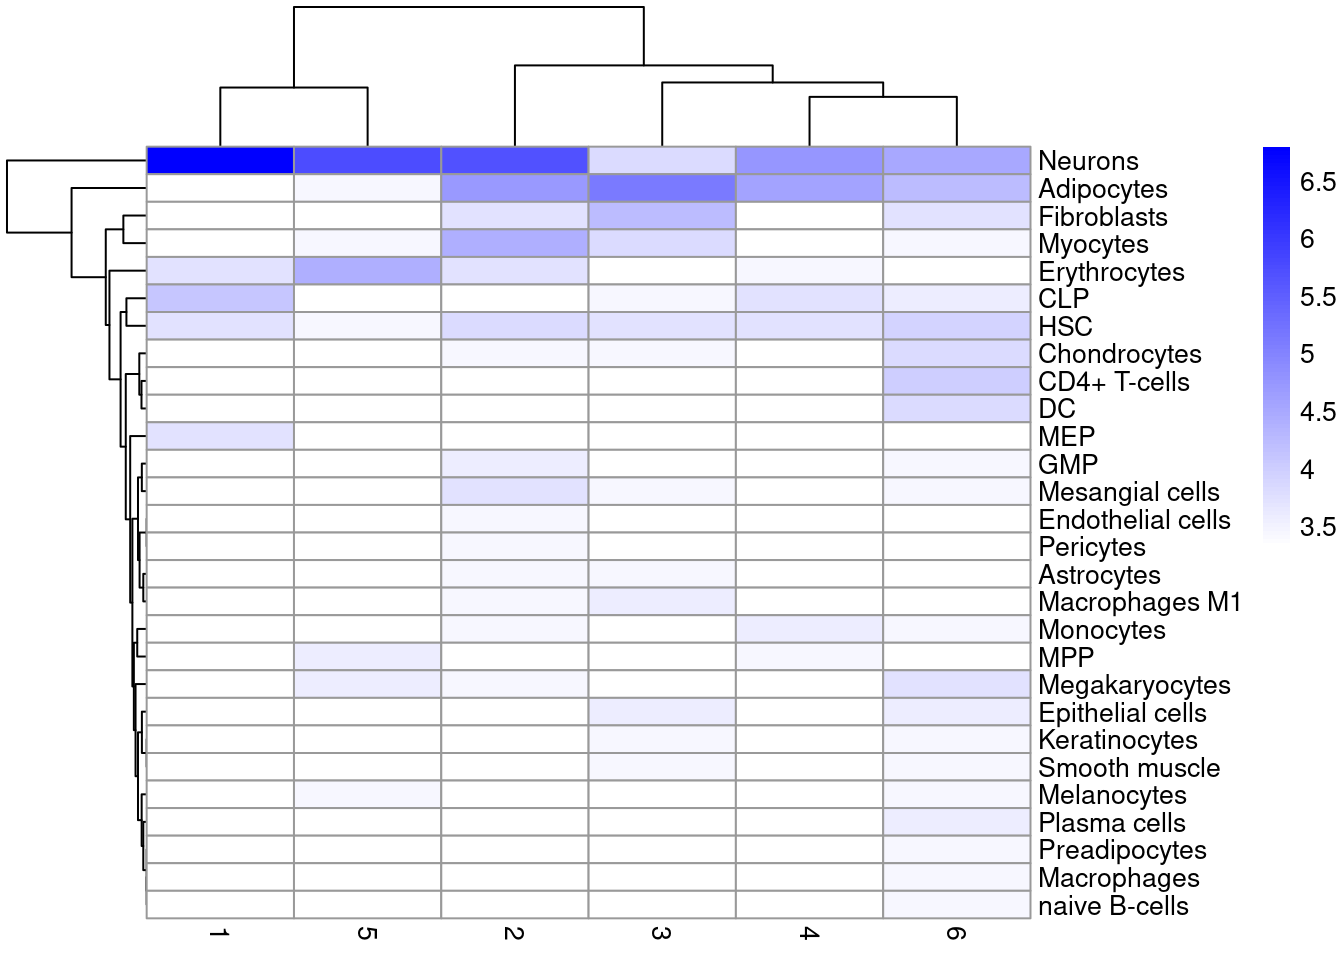 Neurons
Adipocytes
Fibroblasts
Myocytes
Erythrocytes
CLP
HSC
Chondrocytes
CD4+ T-cells
DC
MEP
GMP
Mesangial cells
Endothelial cells
Pericytes
Astrocytes
Macrophages M1
Monocytes
MPP
Megakaryocytes
Epithelial cells
Keratinocytes
Smooth muscle
Melanocytes
Plasma cells
Preadipocytes
Macrophages
naive B-cells
1 5 2 3 4 6
6.5
6
5.5
5
4.5
4
3.5